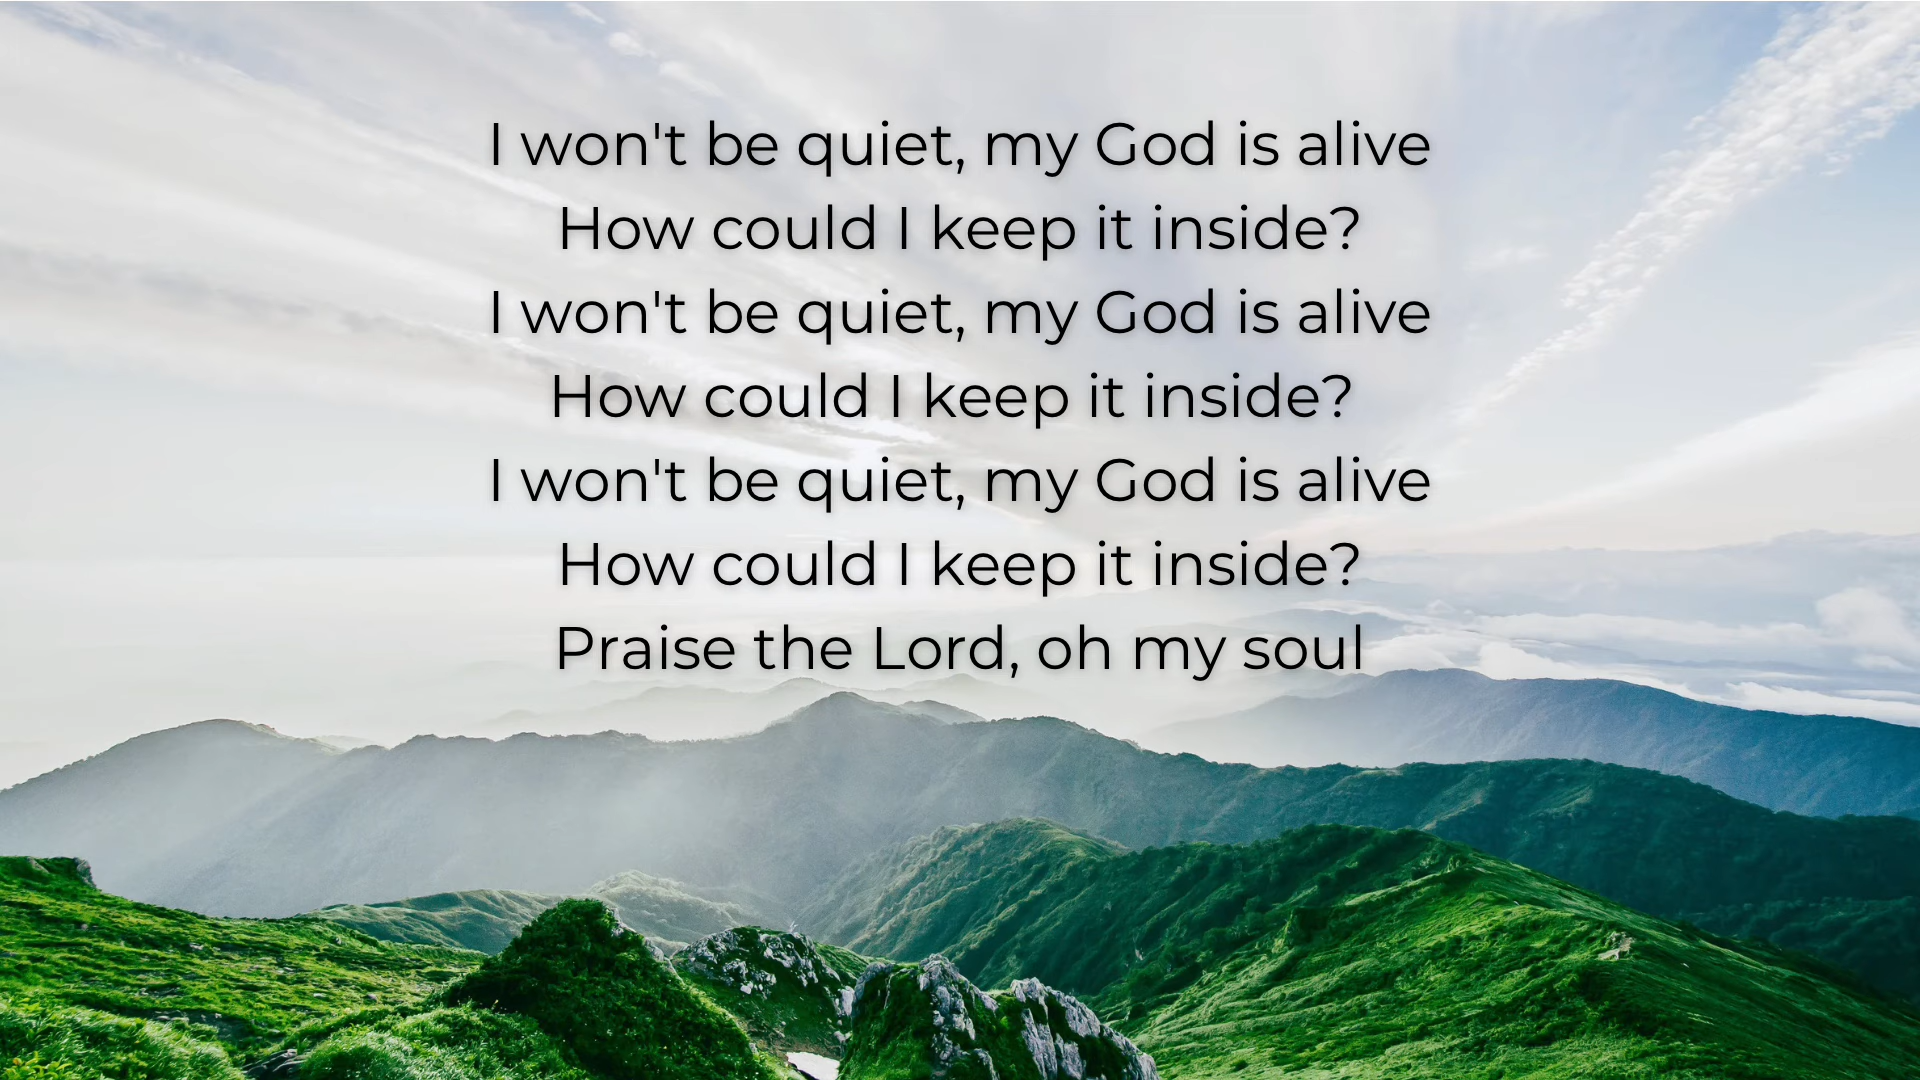 I won't be quiet, my God is alive
How could I keep it inside?
I won't be quiet, my God is alive
How could I keep it inside?
I won't be quiet, my God is alive
How could I keep it inside?
Praise the Lord, oh my soul